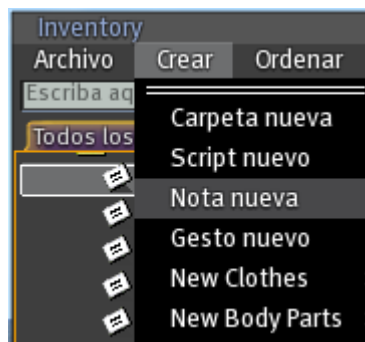 Inventory
Archivo Crear Ordenar
Escriba aq
Carpeta nueva
Todos los
Script nuevo
Nota nueva
Gesto nuevo
New Clothes
New Body Parts